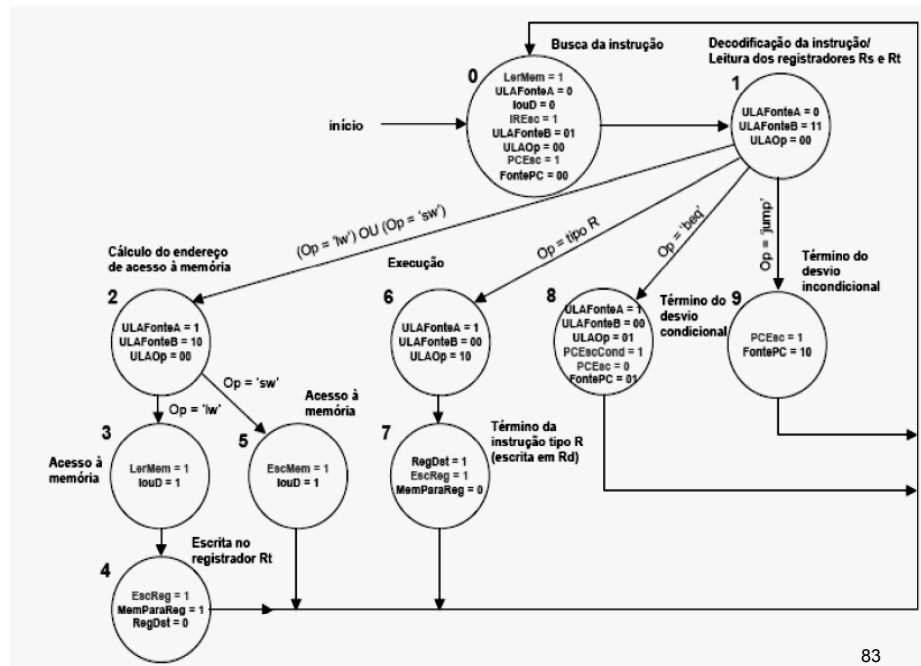 Busca da instrução
Decodificação da instrução/
Leitura dos registradores Rs e Rt
0
LerMem = 1
ULAFonteA = 0
IouD = 0
IREsc = 1
ULAFonteB = 01
ULAOp = 00
PCEsc = 1
FontePC = 00
1
ULAFonteA = 0
ULAFonteB = 11
ULAOp = 00
início
(Op = 'lw') OU (Op = 'sw')
Op = tipo R
Op = 'beq'
Op = 'jump'
Cálculo do endereço
de acesso à memória
2
ULAFonteA = 1
ULAFonteB = 10
ULAOp = 00
Execução
6
ULAFonteA = 1
ULAFonteB = 00
ULAOp = 10
8
ULAFonteA = 1
ULAFonteB = 00
ULAOp = 01
PCEscCond = 1
PCEsc = 0
FontePC = 01
Término do
desvio
condicional
9
Término do
desvio
incondicional
PCEsc = 1
FontePC = 10
Op = 'lw'
Op = 'sw'
3
Acesso à
memória
LerMem = 1
IouD = 1
5
Acesso à
memória
EscMem = 1
IouD = 1
7
Término da
instrução tipo R
(escrita em Rd)
RegDst = 1
EscReg = 1
MemParaReg = 0
4
Escrita no
registrador Rt
EscReg = 1
MemParaReg = 1
RegDst = 0
83